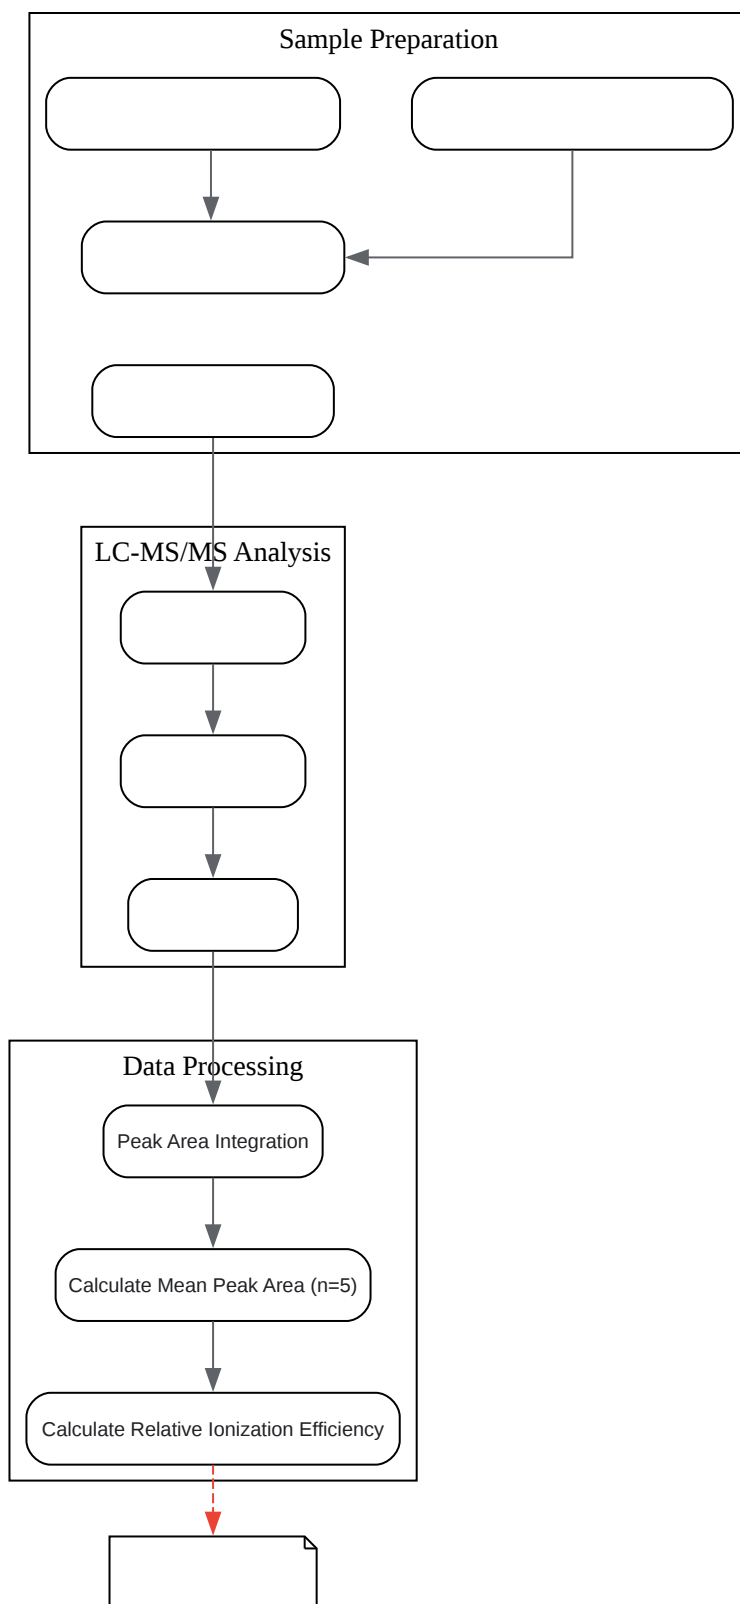 Sample Preparation
LC-MS/MS Analysis
Data Processing
Peak Area Integration
Calculate Mean Peak Area (n=5)
Calculate Relative Ionization Efficiency